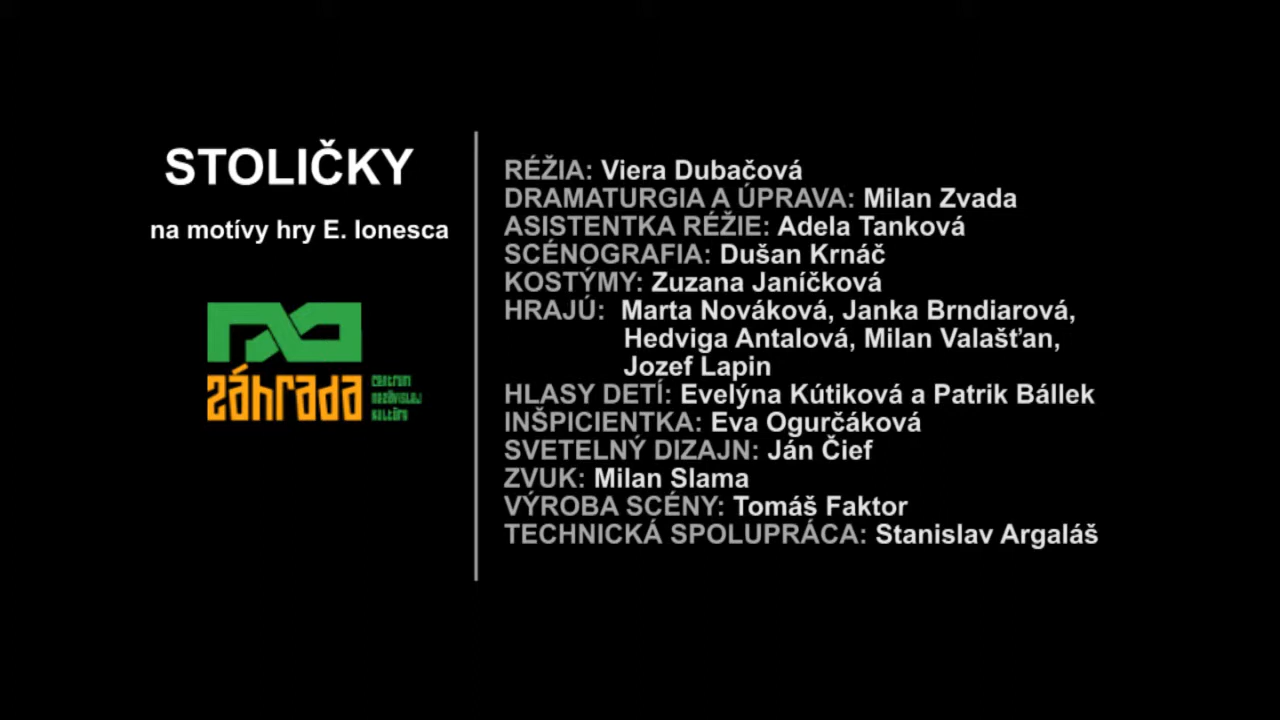 STOLIČKY
na motívy hry E. Ionesca
záhrada
centrum
nezávislej
kultúry
RÉŽIA: Viera Dubačová
DRAMATURGIA A ÚPRAVA: Milan Zvada
ASISTENTKA RÉŽIE: Adela Tanková
SCÉNOGRAFIA: Dušan Krnáč
KOSTÝMY: Zuzana Janíčková
HRAJÚ: Marta Nováková, Janka Brndiarová,
Hedviga Antalová, Milan Valašťan,
Jozef Lapin
HLASY DETÍ: Evelýna Kútiková a Patrik Bállek
INŠPICIENTKA: Eva Ogurčáková
SVETELNÝ DIZAJN: Ján Čief
ZVUK: Milan Slama
VÝROBA SCÉNY: Tomáš Faktor
TECHNICKÁ SPOLUPRÁCA: Stanislav Argaláš